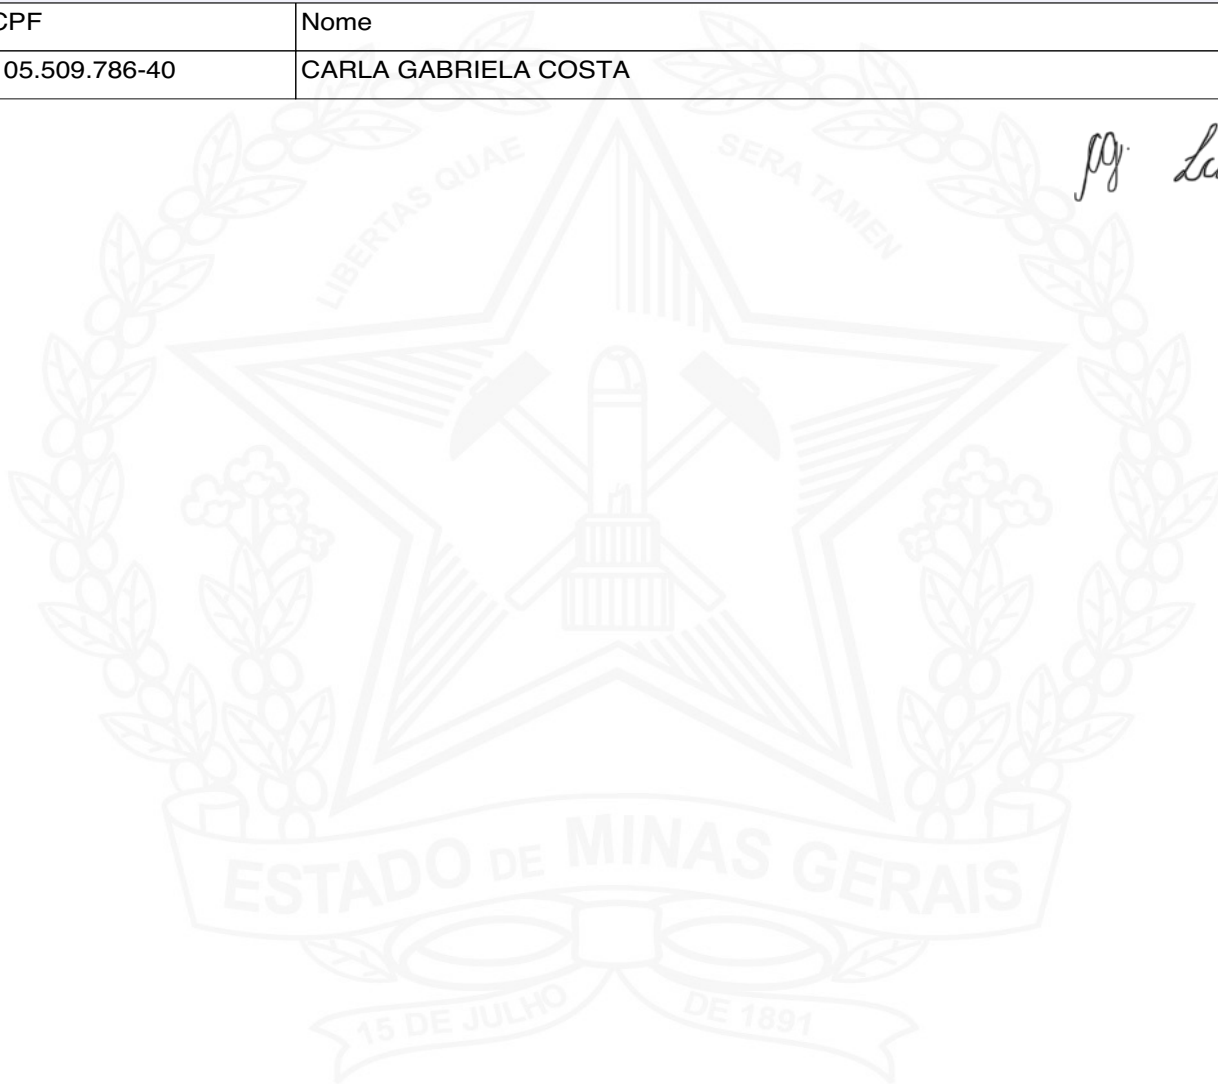 CPF Nome
05.509.786-40 CARLA GABRIELA COSTA
LIBERTAS QUAE SERA TAMEN
ESTADO DE MINAS GERAIS
15 DE JULHO DE 1891